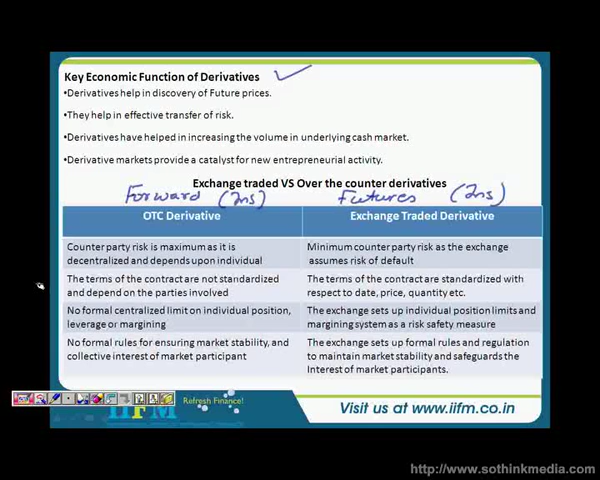 Key Economic Function of Derivatives
•Derivatives help in discovery of Future prices.
•They help in effective transfer of risk.
•Derivatives have helped in increasing the volume in underlying cash market.
•Derivative markets provide a catalyst for new entrepreneurial activity.
Exchange traded VS Over the counter derivatives
Forward (Ins) Futures (Ins)
OTC Derivative Exchange Traded Derivative
Counter party risk is maximum as it is
decentralized and depends upon individual
Minimum counter party risk as the exchange
assumes risk of default
The terms of the contract are not standardized
and depend on the parties involved
The terms of the contract are standardized with
respect to date, price, quantity etc.
No formal centralized limit on individual position,
leverage or margining
The exchange sets up individual position limits and
margining system as a risk safety measure
No formal rules for ensuring market stability, and
collective interest of market participant
The exchange sets up formal rules and regulation
to maintain market stability and safeguards the
Interest of market participants.
IIFM Refresh Finance!
Visit us at www.iifm.co.in
http://www.sothinkmedia.com